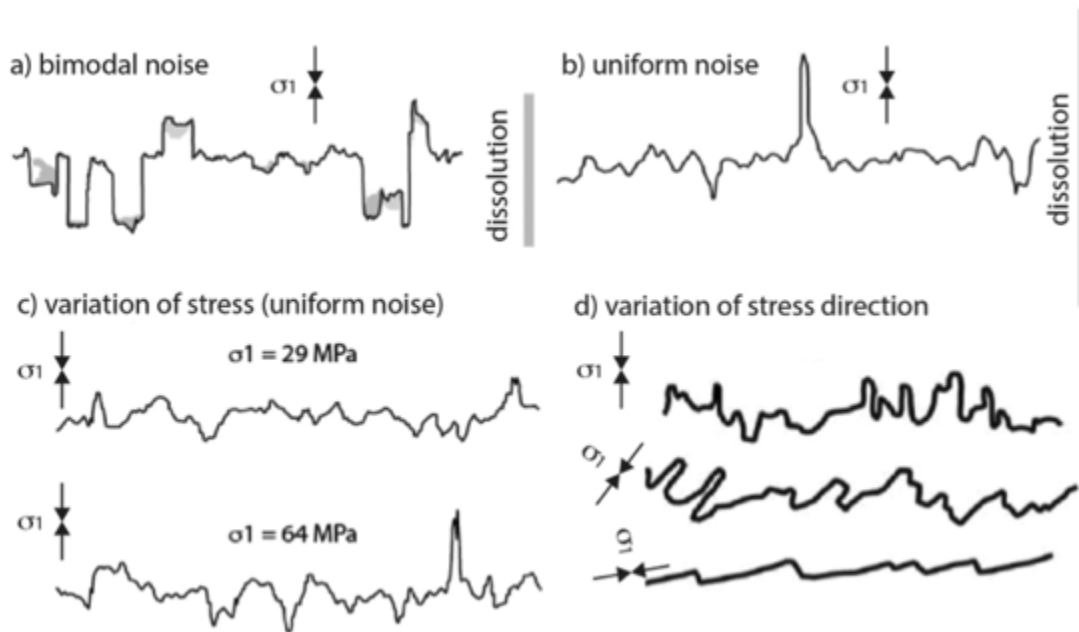 a) bimodal noise
σ1
dissolution
b) uniform noise
σ1
dissolution
c) variation of stress (uniform noise)
σ1
σ1 = 29 MPa
σ1
σ1 = 64 MPa
d) variation of stress direction
σ1
σ1
σ1